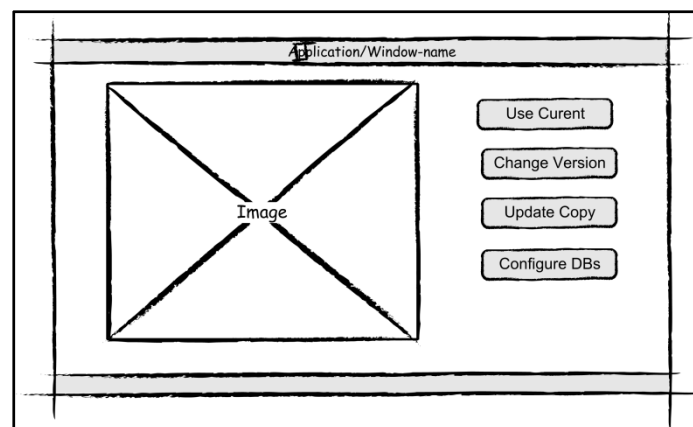 Application/Window-name
Use Curent
Change Version
Image
Update Copy
Configure DBs